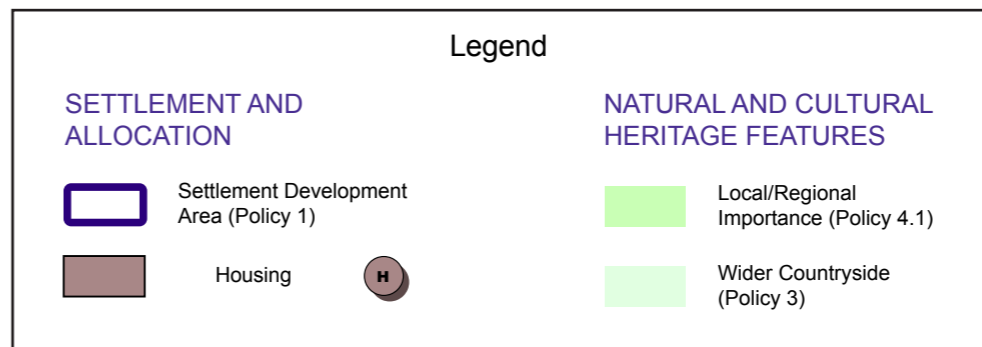 Legend
SETTLEMENT AND
ALLOCATION
Settlement Development
Area (Policy 1)
Housing
H
NATURAL AND CULTURAL
HERITAGE FEATURES
Local/Regional
Importance (Policy 4.1)
Wider Countryside
(Policy 3)